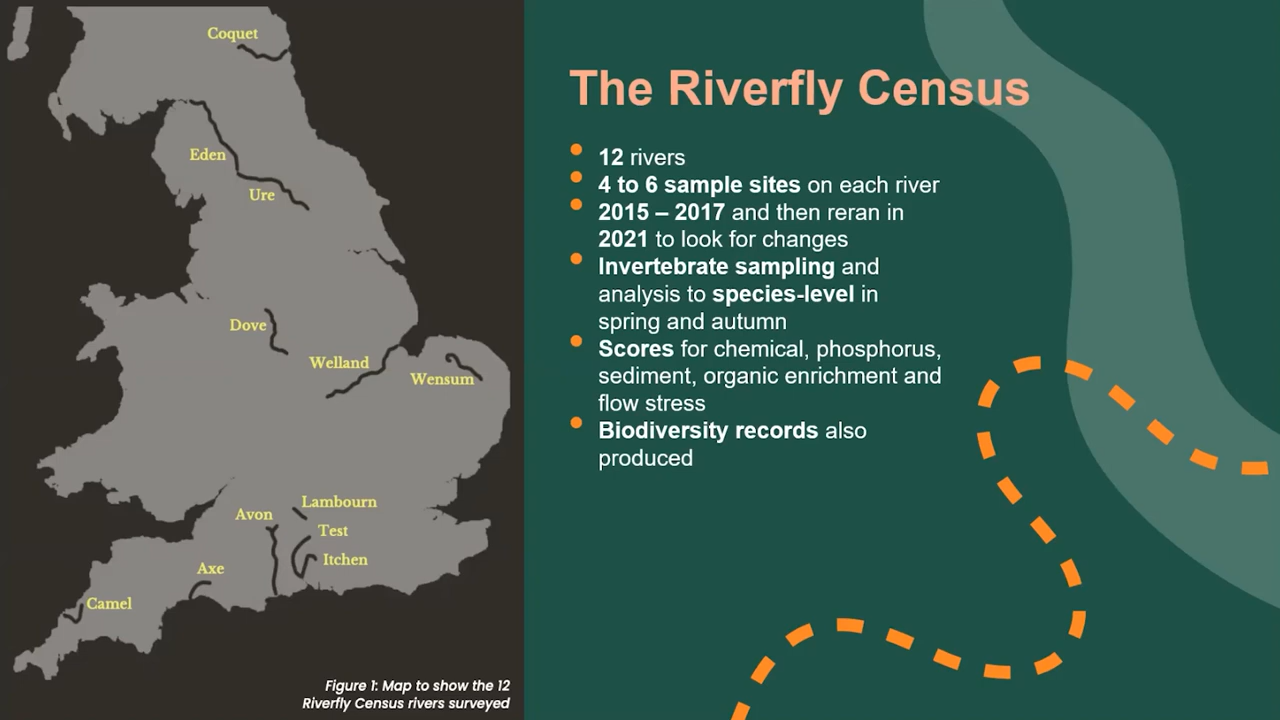 Coquet
Eden
Ure
Dove
Welland
Wensum
Lambourn
Avon
Test
Itchen
Axe
Camel
Figure 1: Map to show the 12
Riverfly Census rivers surveyed
The Riverfly Census
12 rivers
4 to 6 sample sites on each river
2015 – 2017 and then reran in
2021 to look for changes
Invertebrate sampling and
analysis to species-level in
spring and autumn
Scores for chemical, phosphorus,
sediment, organic enrichment and
flow stress
Biodiversity records also
produced